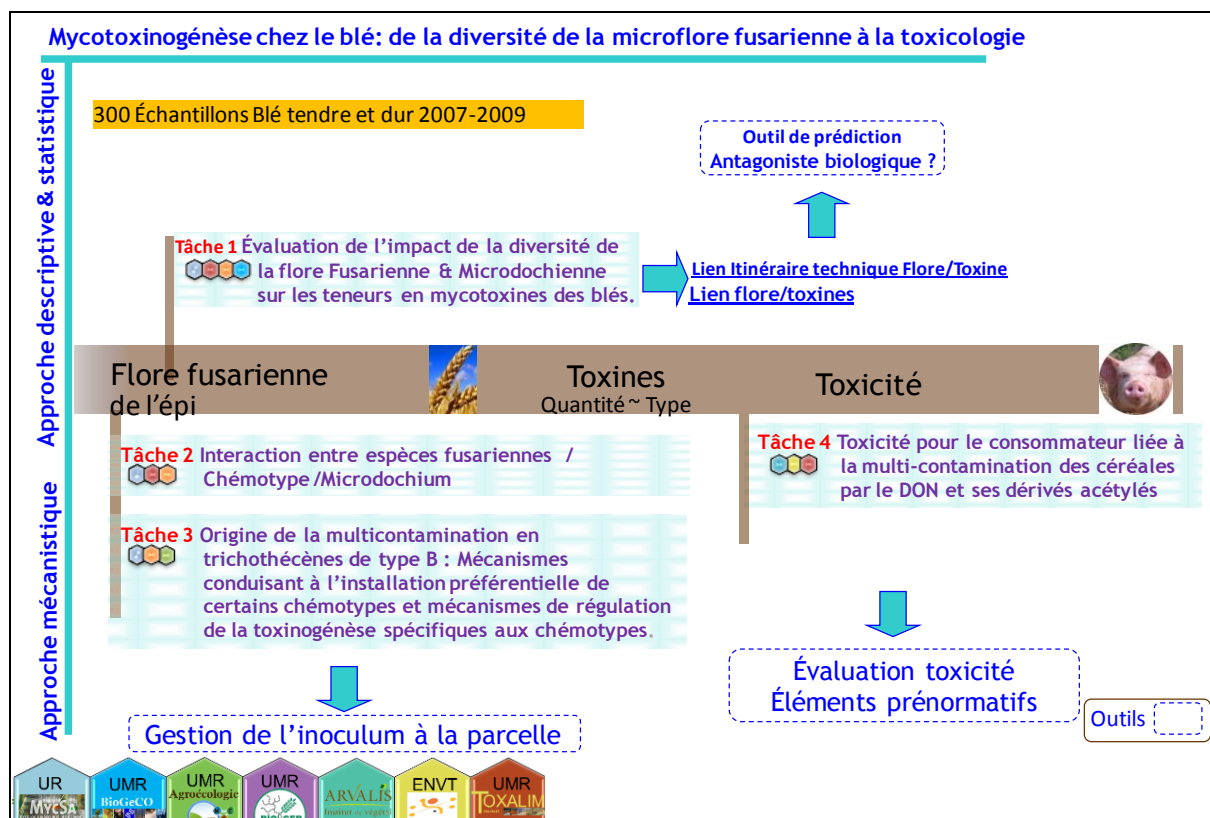 Mycotoxinogénèse chez le blé: de la diversité de la microflore fusarienne à la toxicologie
Approche descriptive & statistique
Approche mécanistique
300 Échantillons Blé tendre et dur 2007-2009
Outil de prédiction
Antagoniste biologique ?
Tâche 1 Évaluation de l’impact de la diversité de
la flore Fusarienne & Microdochienne
sur les teneurs en mycotoxines des blés.
Lien Itinéraire technique Flore/Toxine
Lien flore/toxines
Flore fusarienne
de l’épi
Toxines
Quantité ~ Type
Toxicité
Tâche 2 Interaction entre espèces fusariennes /
Chémotype /Microdochium
Tâche 3 Origine de la multicontamination en
trichothécènes de type B : Mécanismes
conduisant à l’installation préférentielle de
certains chémotypes et mécanismes de régulation
de la toxinogénèse spécifiques aux chémotypes.
Tâche 4 Toxicité pour le consommateur liée à
la multi-contamination des céréales
par le DON et ses dérivés acétylés
Gestion de l’inoculum à la parcelle
Évaluation toxicité
Éléments prénormatifs
Outils
UR
MYCSA
UMR
BioGeCO
UMR
Agroécologie
UMR
ARVALIS
Institut du végétal
ENVT
UMR
TOXALIM